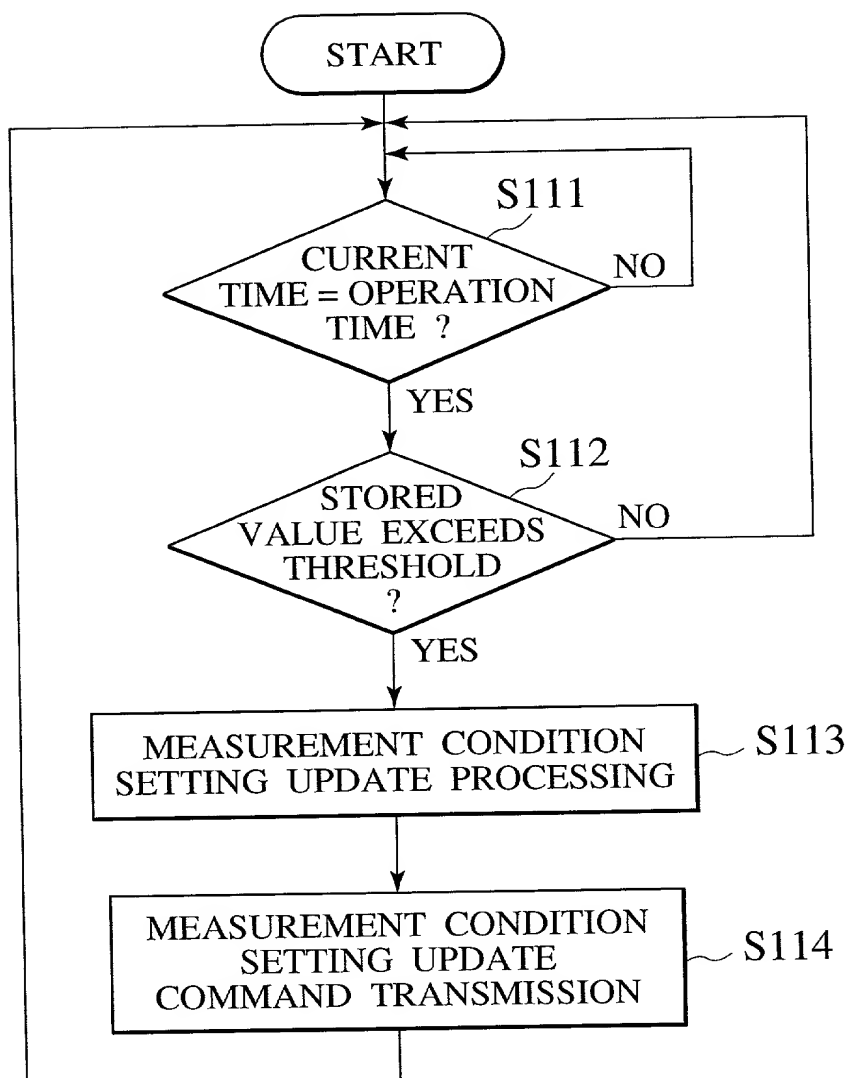 START
S111
CURRENT
TIME = OPERATION
TIME ?
NO
YES
S112
STORED
VALUE EXCEEDS
THRESHOLD
?
NO
YES
MEASUREMENT CONDITION
SETTING UPDATE PROCESSING
S113
MEASUREMENT CONDITION
SETTING UPDATE
COMMAND TRANSMISSION
S114